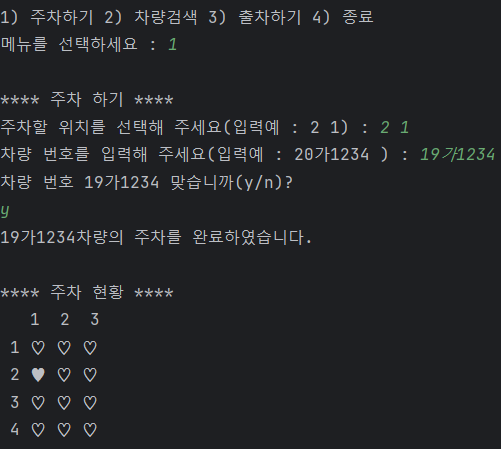 1) 주차하기 2) 차량검색 3) 출차하기 4) 종료
메뉴를 선택하세요 : 1
**** 주차 하기 ****
주차할 위치를 선택해 주세요(입력예 : 2 1) : 2 1
차량 번호를 입력해 주세요(입력예 : 20가1234 ) : 19가1234
차량 번호 19가1234 맞습니까(y/n)?
y
19가1234차량의 주차를 완료하였습니다.
**** 주차 현황 ****
1 2 3
1 ♡ ♡ ♡
2 ♥ ♡ ♡
3 ♡ ♡ ♡
4 ♡ ♡ ♡